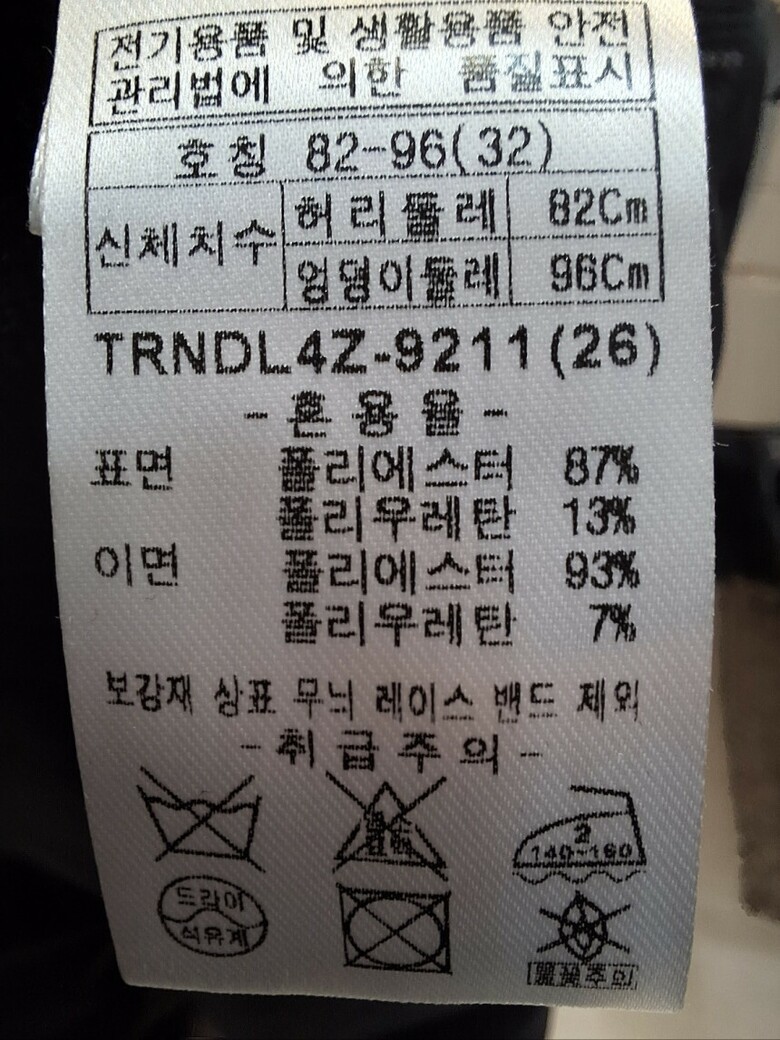 전기용품 및 생활용품 안전
관리법에 의한 품질표시
호칭 82-96(32)
신체치수 허리둘레 82Cm
엉덩이둘레 96Cm
TRNDL4Z-9211(26)
-혼용율-
표면 폴리에스터 87%
폴리우레탄 13%
이면 폴리에스터 93%
폴리우레탄 7%
보강재 상표 무늬 레이스 밴드 제외
-취급주의-
2
140~160
드라이
석유계